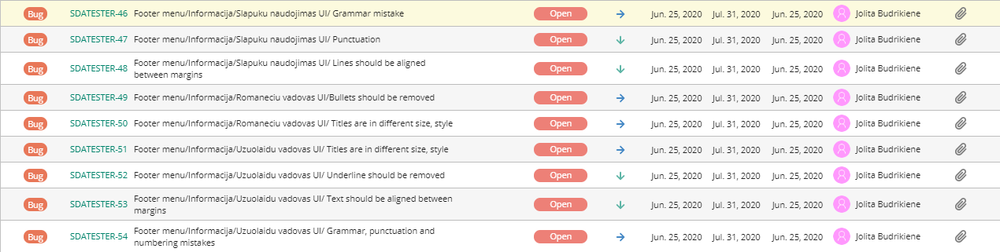 Bug SDATESTER-46 Footer menu/Informacija/Slapuku naudojimas UI/ Grammar mistake Open Jun. 25, 2020 Jul. 31, 2020 Jun. 25, 2020 Jolita Budrikiene
Bug SDATESTER-47 Footer menu/Informacija/Slapuku naudojimas UI/ Punctuation Open Jun. 25, 2020 Jul. 31, 2020 Jun. 25, 2020 Jolita Budrikiene
Bug SDATESTER-48 Footer menu/Informacija/Slapuku naudojimas UI/ Lines should be aligned
between margins Open Jun. 25, 2020 Jul. 31, 2020 Jun. 25, 2020 Jolita Budrikiene
Bug SDATESTER-49 Footer menu/Informacija/Romaneciu vadovas UI/Bullets should be removed Open Jun. 25, 2020 Jul. 31, 2020 Jun. 25, 2020 Jolita Budrikiene
Bug SDATESTER-50 Footer menu/Informacija/Romaneciu vadovas UI/ Titles are in different size, style Open Jun. 25, 2020 Jul. 31, 2020 Jun. 25, 2020 Jolita Budrikiene
Bug SDATESTER-51 Footer menu/Informacija/Uzuolaidu vadovas UI/ Titles are in different size, style Open Jun. 25, 2020 Jul. 31, 2020 Jun. 25, 2020 Jolita Budrikiene
Bug SDATESTER-52 Footer menu/Informacija/Uzuolaidu vadovas UI/ Underline should be removed Open Jun. 25, 2020 Jul. 31, 2020 Jun. 25, 2020 Jolita Budrikiene
Bug SDATESTER-53 Footer menu/Informacija/Uzuolaidu vadovas UI/ Text should be aligned between
margins Open Jun. 25, 2020 Jul. 31, 2020 Jun. 25, 2020 Jolita Budrikiene
Bug SDATESTER-54 Footer menu/Informacija/Uzuolaidu vadovas UI/ Grammar, punctuation and
numbering mistakes Open Jun. 25, 2020 Jul. 31, 2020 Jun. 25, 2020 Jolita Budrikiene